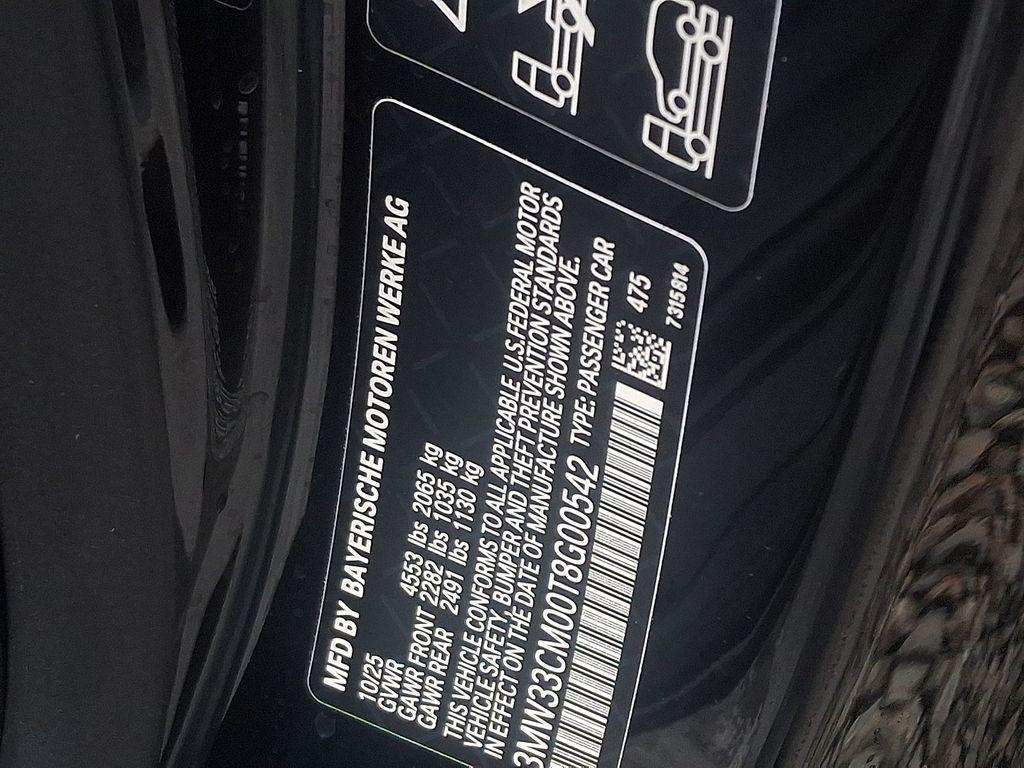 MFD BY BAYERISCHE MOTOREN WERKE AG
10/25
GVWR 4553 lbs 2065 kg
GAWR FRONT 2282 lbs 1035 kg
GAWR REAR 2491 lbs 1130 kg
THIS VEHICLE CONFORMS TO ALL APPLICABLE U.S. FEDERAL MOTOR
VEHICLE SAFETY, BUMPER AND THEFT PREVENTION STANDARDS
IN EFFECT ON THE DATE OF MANUFACTURE SHOWN ABOVE.
3MW33CM00T8G00542 TYPE: PASSENGER CAR
475
7315814